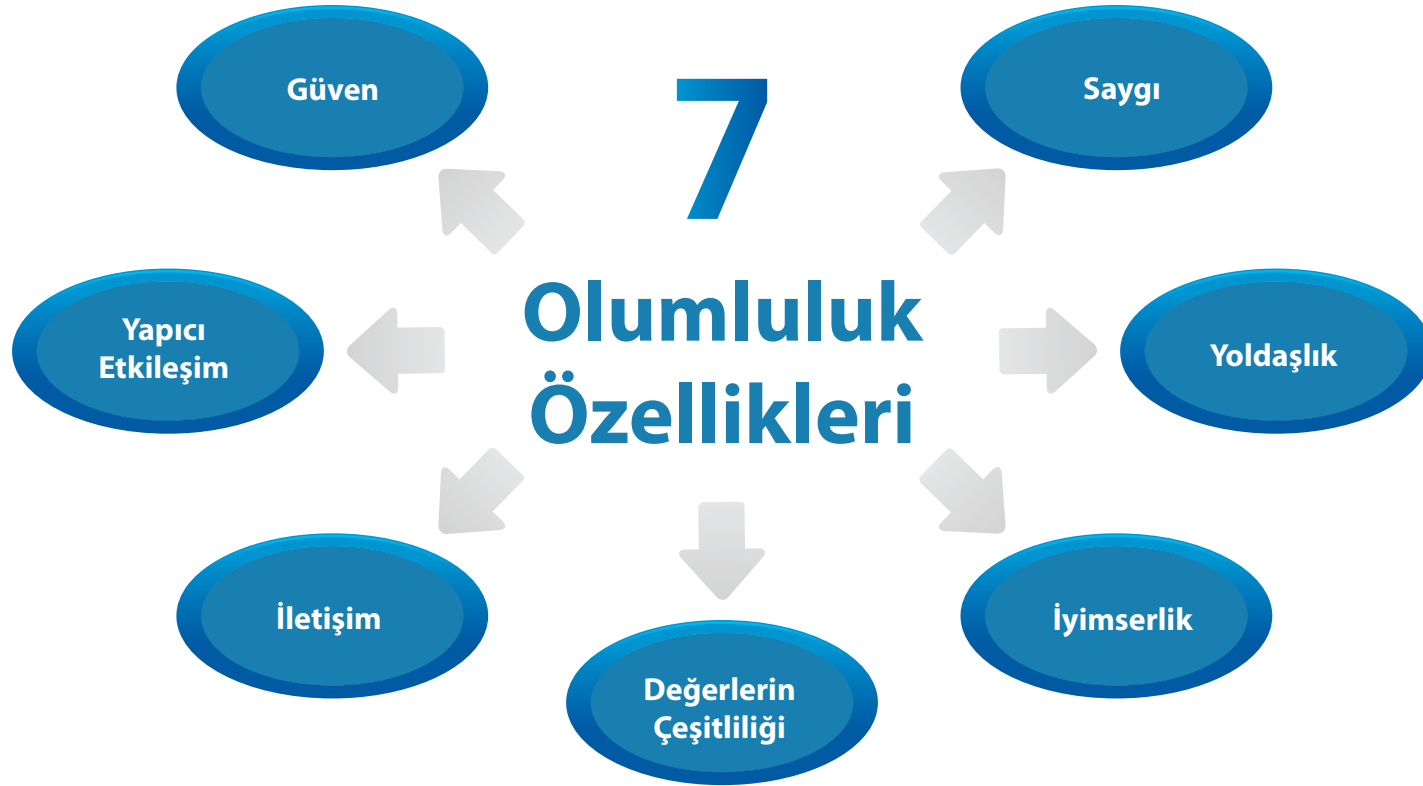 7
Olumluluk
Özellikleri
Güven
Saygı
Yapıcı
Etkileşim
Yoldaşlık
İletişim
İyimserlik
Değerlerin
Çeşitliliği